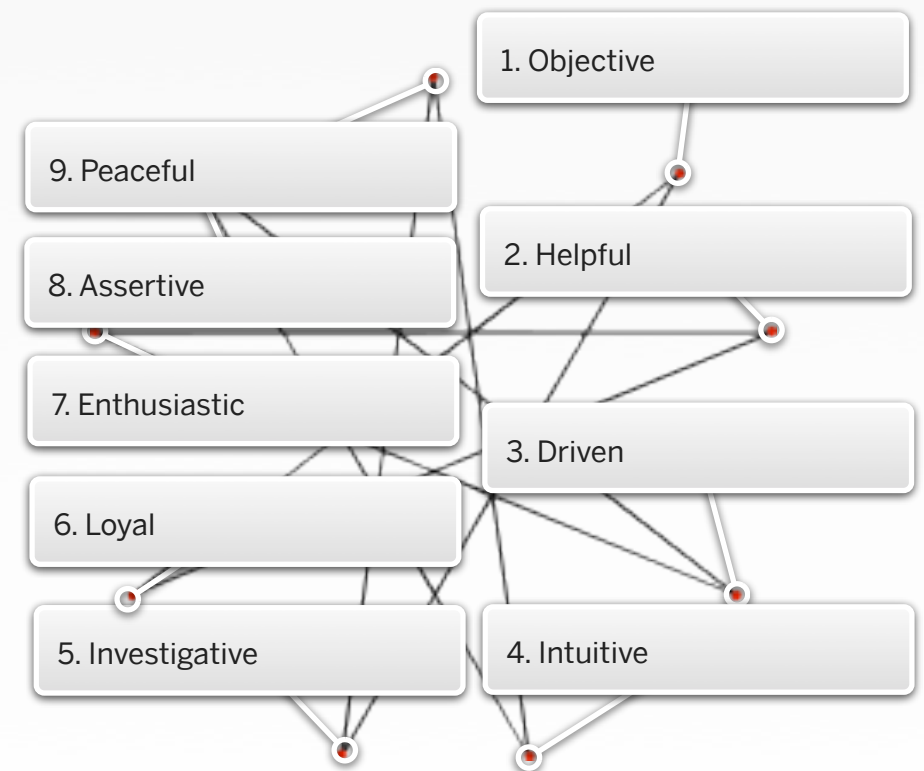 1. Objective
9. Peaceful
2. Helpful
8. Assertive
7. Enthusiastic
3. Driven
6. Loyal
5. Investigative
4. Intuitive